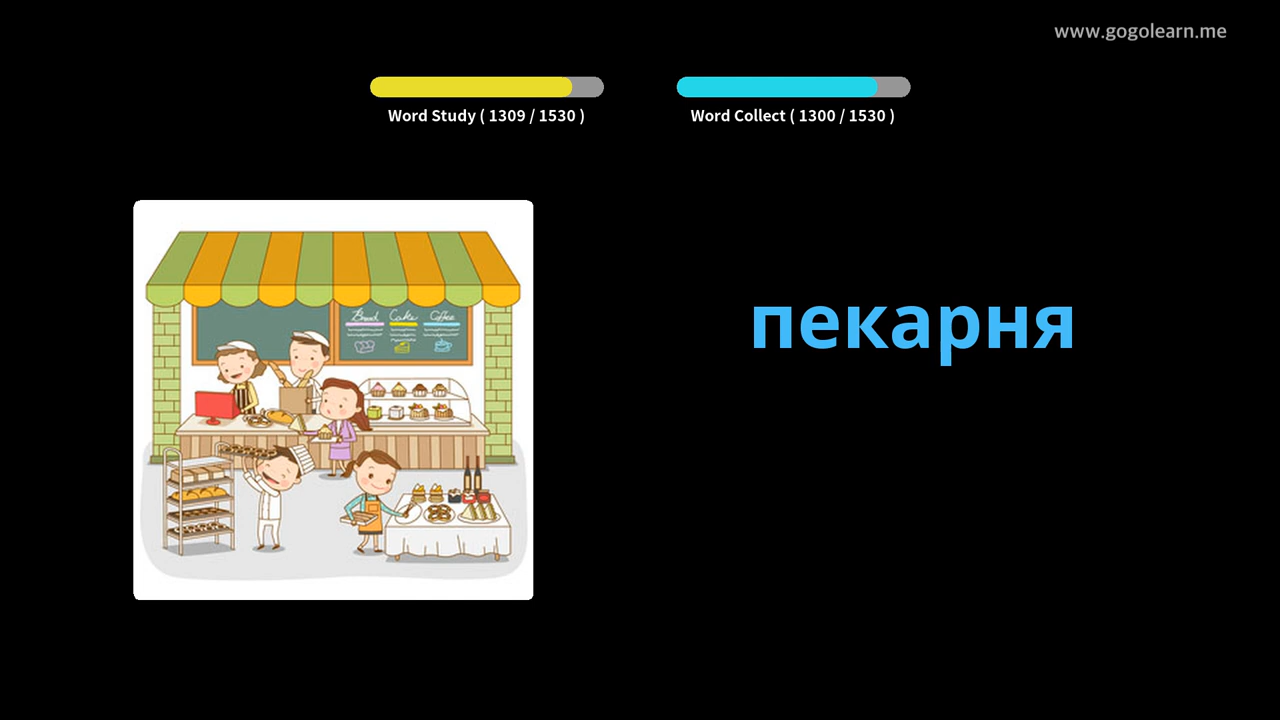 www.gogolearn.me
Word Study ( 1309 / 1530 )
Word Collect ( 1300 / 1530 )
Bread Cake Coffee
пекарня